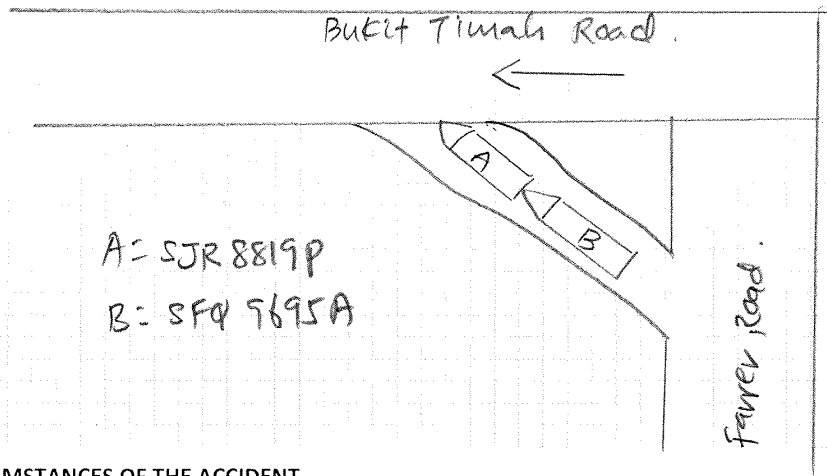 Bukit Timah Road.
A
B
A = SJR 8819P
B = SFQ 9695A
Farrer Road.
MSTANCES OF THE ACCIDENT